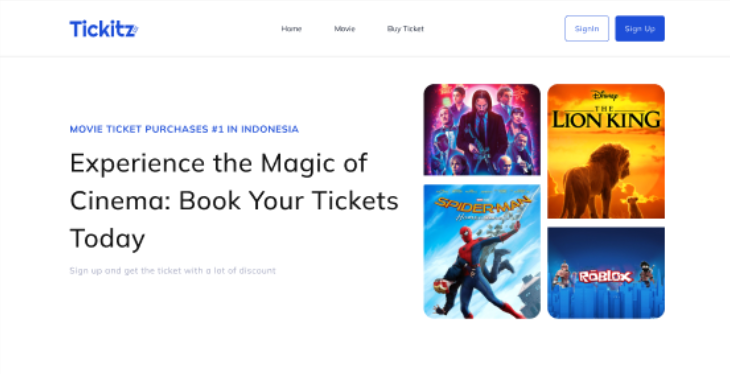 Tickitz
Home Movie Buy Ticket
SignIn Sign Up
MOVIE TICKET PURCHASES #1 IN INDONESIA
Experience the Magic of
Cinema: Book Your Tickets
Today
Sign up and get the ticket with a lot of discount
Disney
THE
LION KING
SPIDER-MAN
Homecoming
ROBLOX